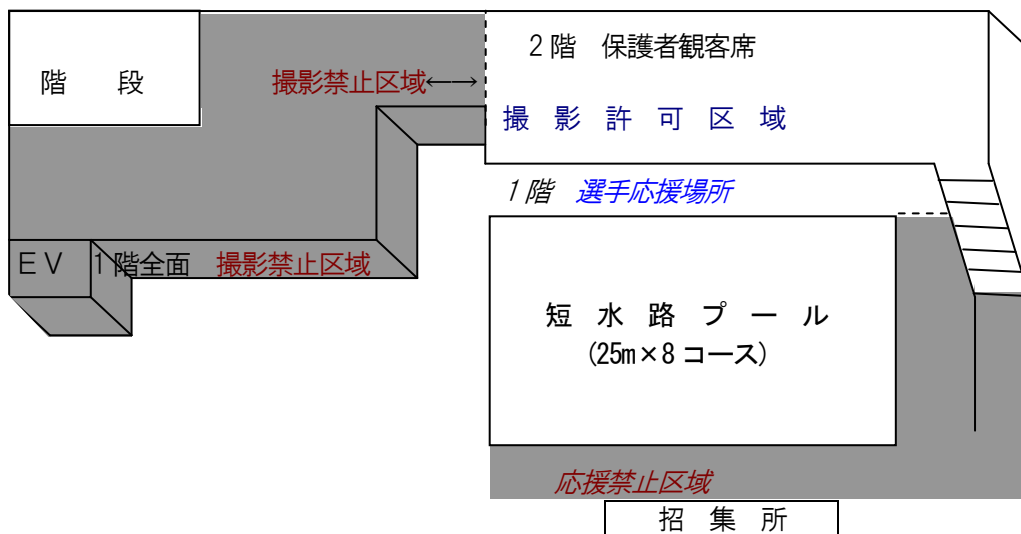 2階 保護者観客席
階 段
撮影禁止区域←→
撮 影 許 可 区 域
1階 選手応援場所
EV 1階全面 撮影禁止区域
短 水 路 プ ー ル
(25m×8コース)
応援禁止区域
招 集 所